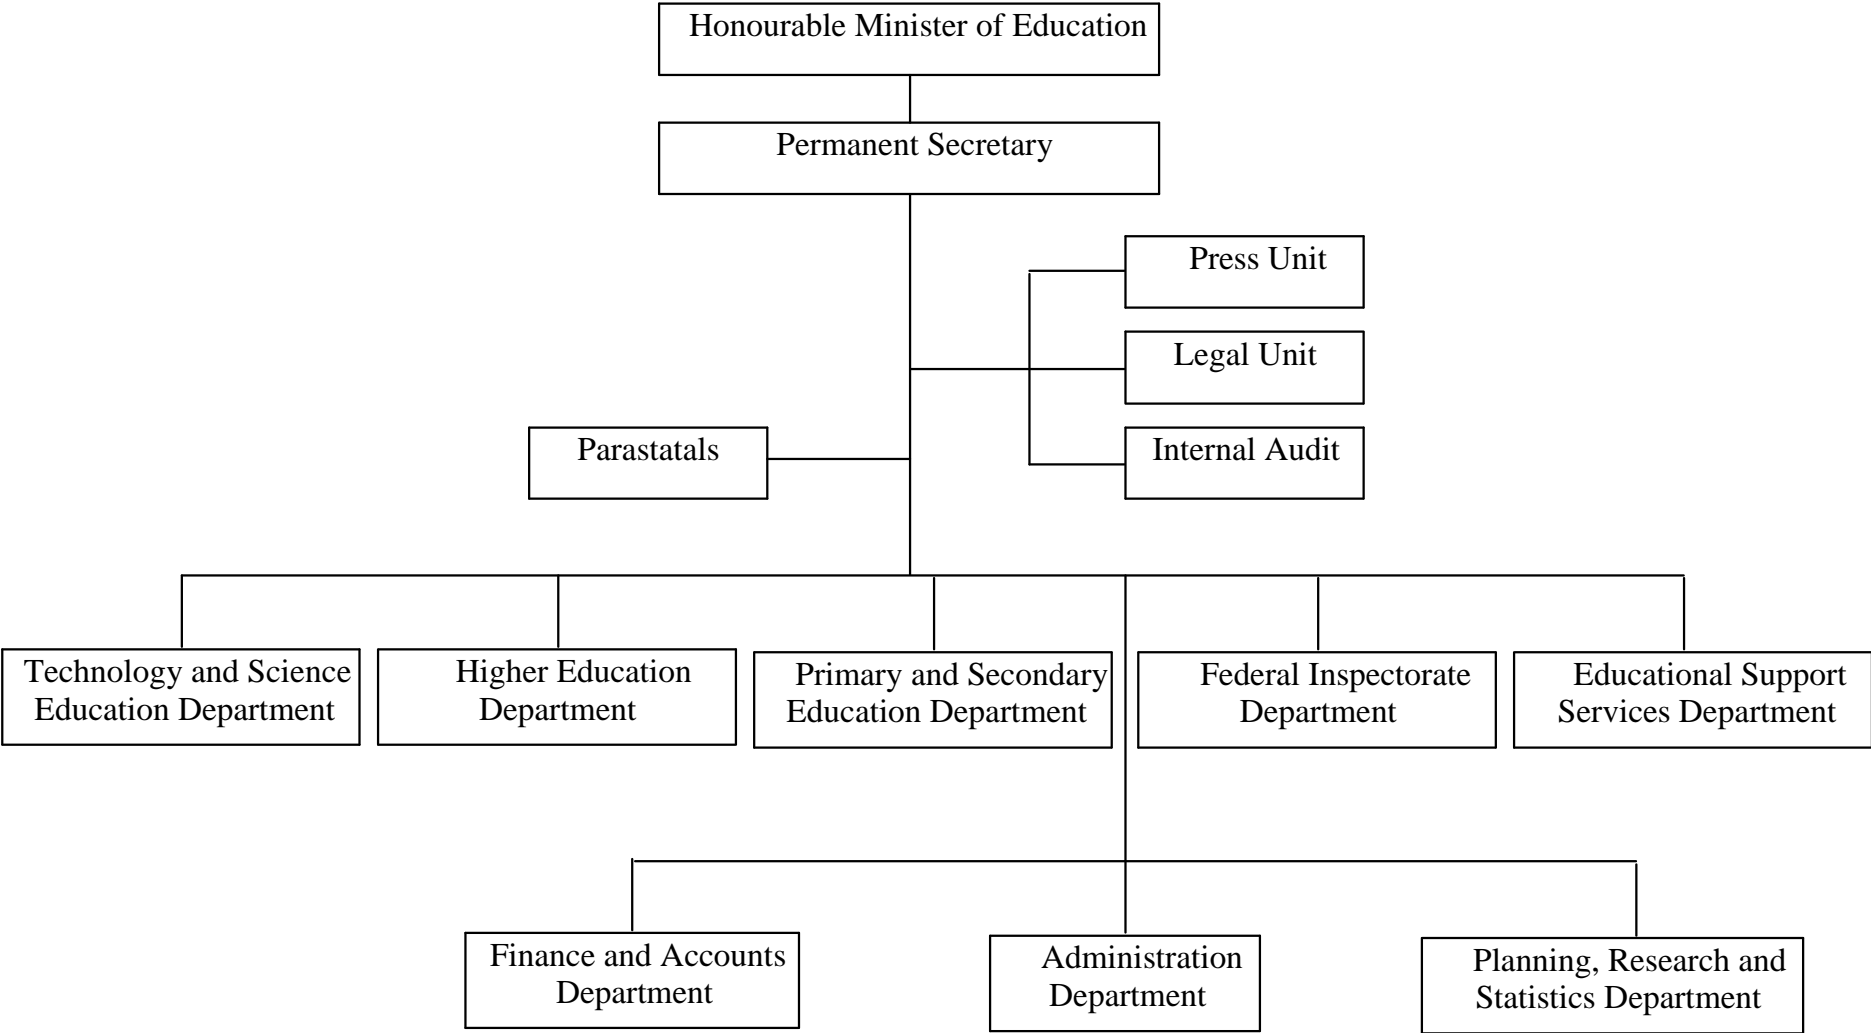 Honourable Minister of Education
Permanent Secretary
Press Unit
Legal Unit
Parastatals
Internal Audit
Technology and Science
Education Department
Higher Education
Department
Primary and Secondary
Education Department
Federal Inspectorate
Department
Educational Support
Services Department
Finance and Accounts
Department
Administration
Department
Planning, Research and
Statistics Department